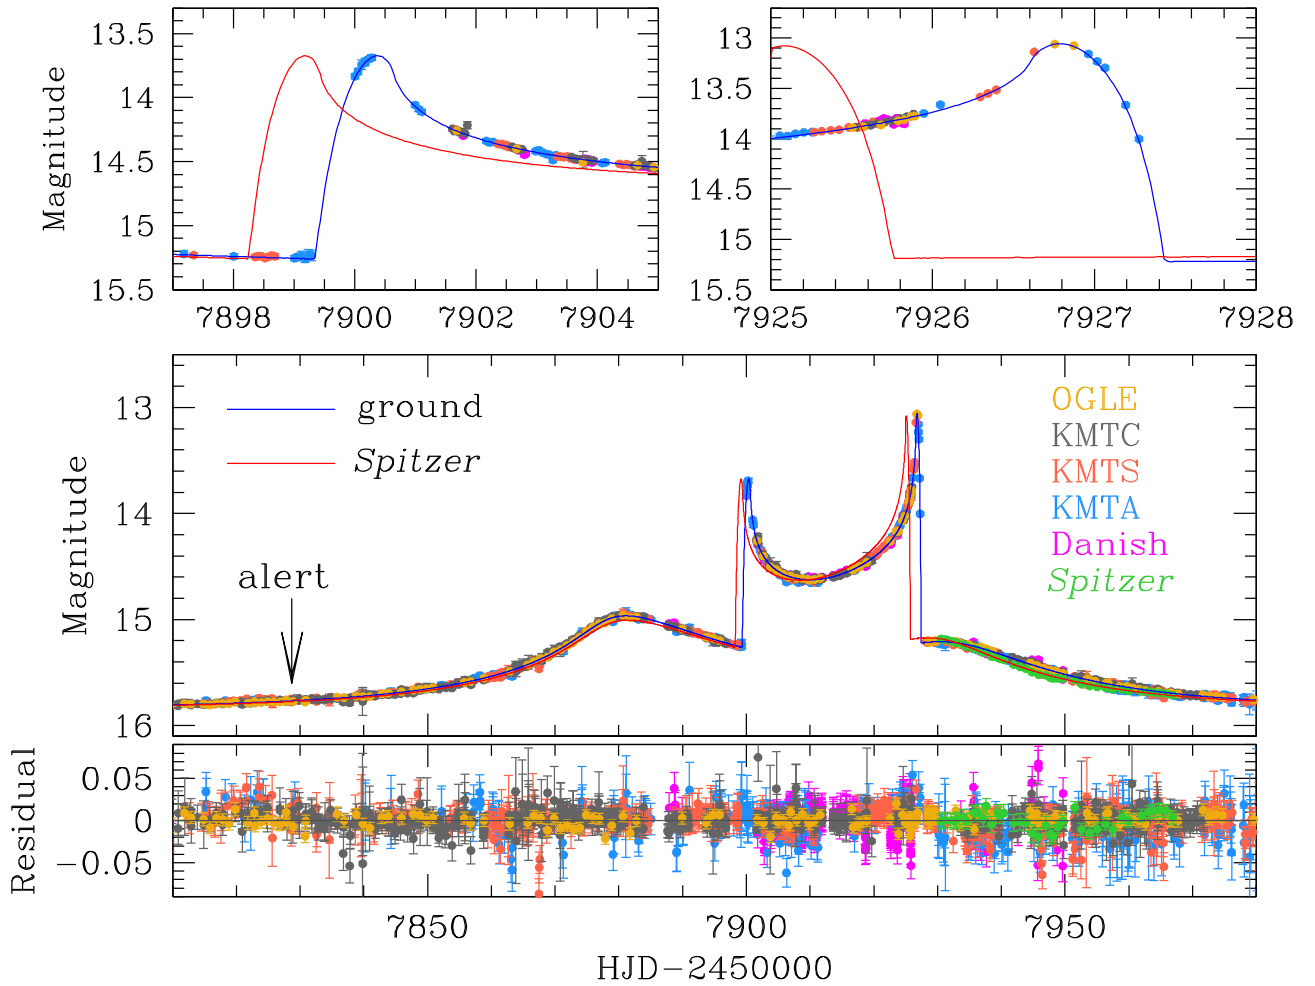 Magnitude
13.5
14
14.5
15
15.5
7898 7900 7902 7904
13
13.5
14
14.5
15
15.5
7925 7926 7927 7928
Magnitude
13
14
15
16
ground
Spitzer
alert
OGLE
KMTC
KMTS
KMTA
Danish
Spitzer
Residual
0.05
0
−0.05
7850 7900 7950
HJD−2450000